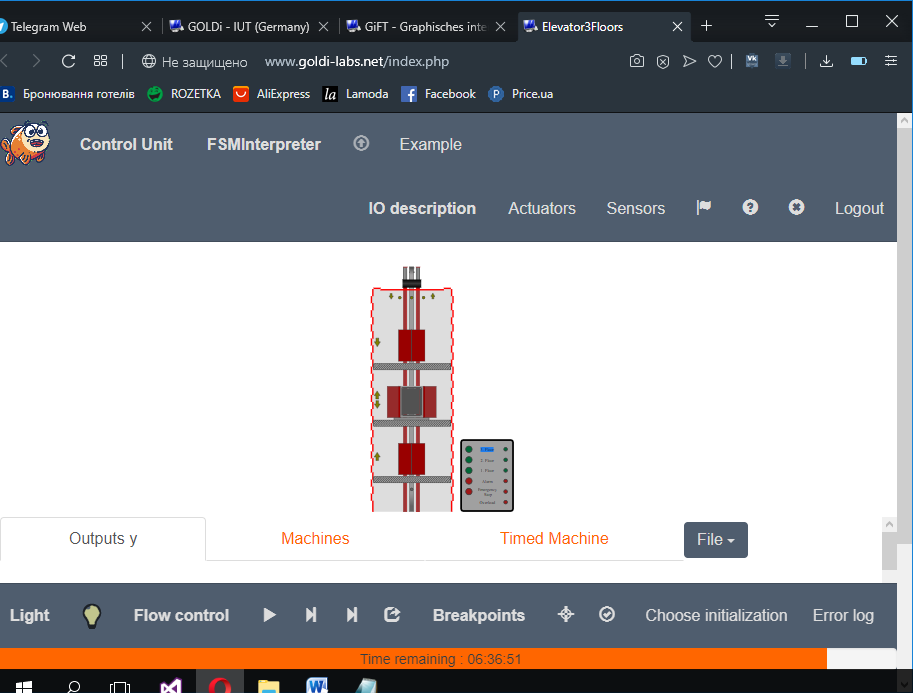 Telegram Web
GOLDi - IUT (Germany)
GiFT - Graphisches inte
Elevator3Floors
Не защищено www.goldi-labs.net/index.php
Vk
B. Бронювання готелів ROZETKA AliExpress la Lamoda f Facebook P Price.ua
Control Unit FSMInterpreter Example
IO description Actuators Sensors Logout
Outputs y Machines Timed Machine File
Light Flow control Breakpoints Choose initialization Error log
Time remaining : 06:36:51